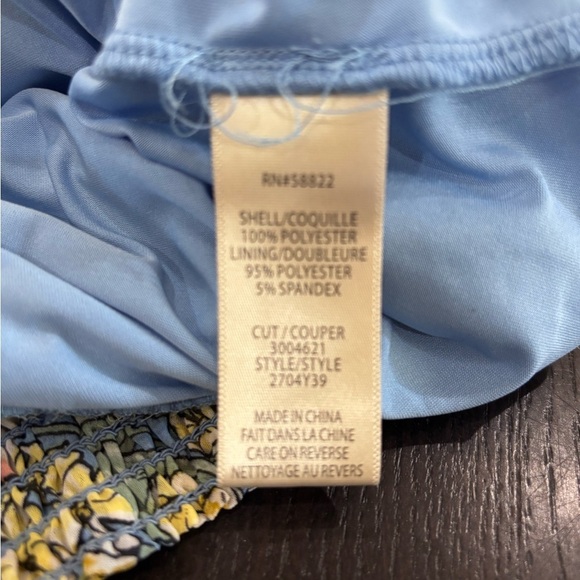 RN#58822
SHELL/COQUILLE
100% POLYESTER
LINING/DOUBLEURE
95% POLYESTER
5% SPANDEX
CUT / COUPER
3004621
STYLE/STYLE
2704Y39
MADE IN CHINA
FAIT DANS LA CHINE
CARE ON REVERSE
NETTOYAGE AU REVERS